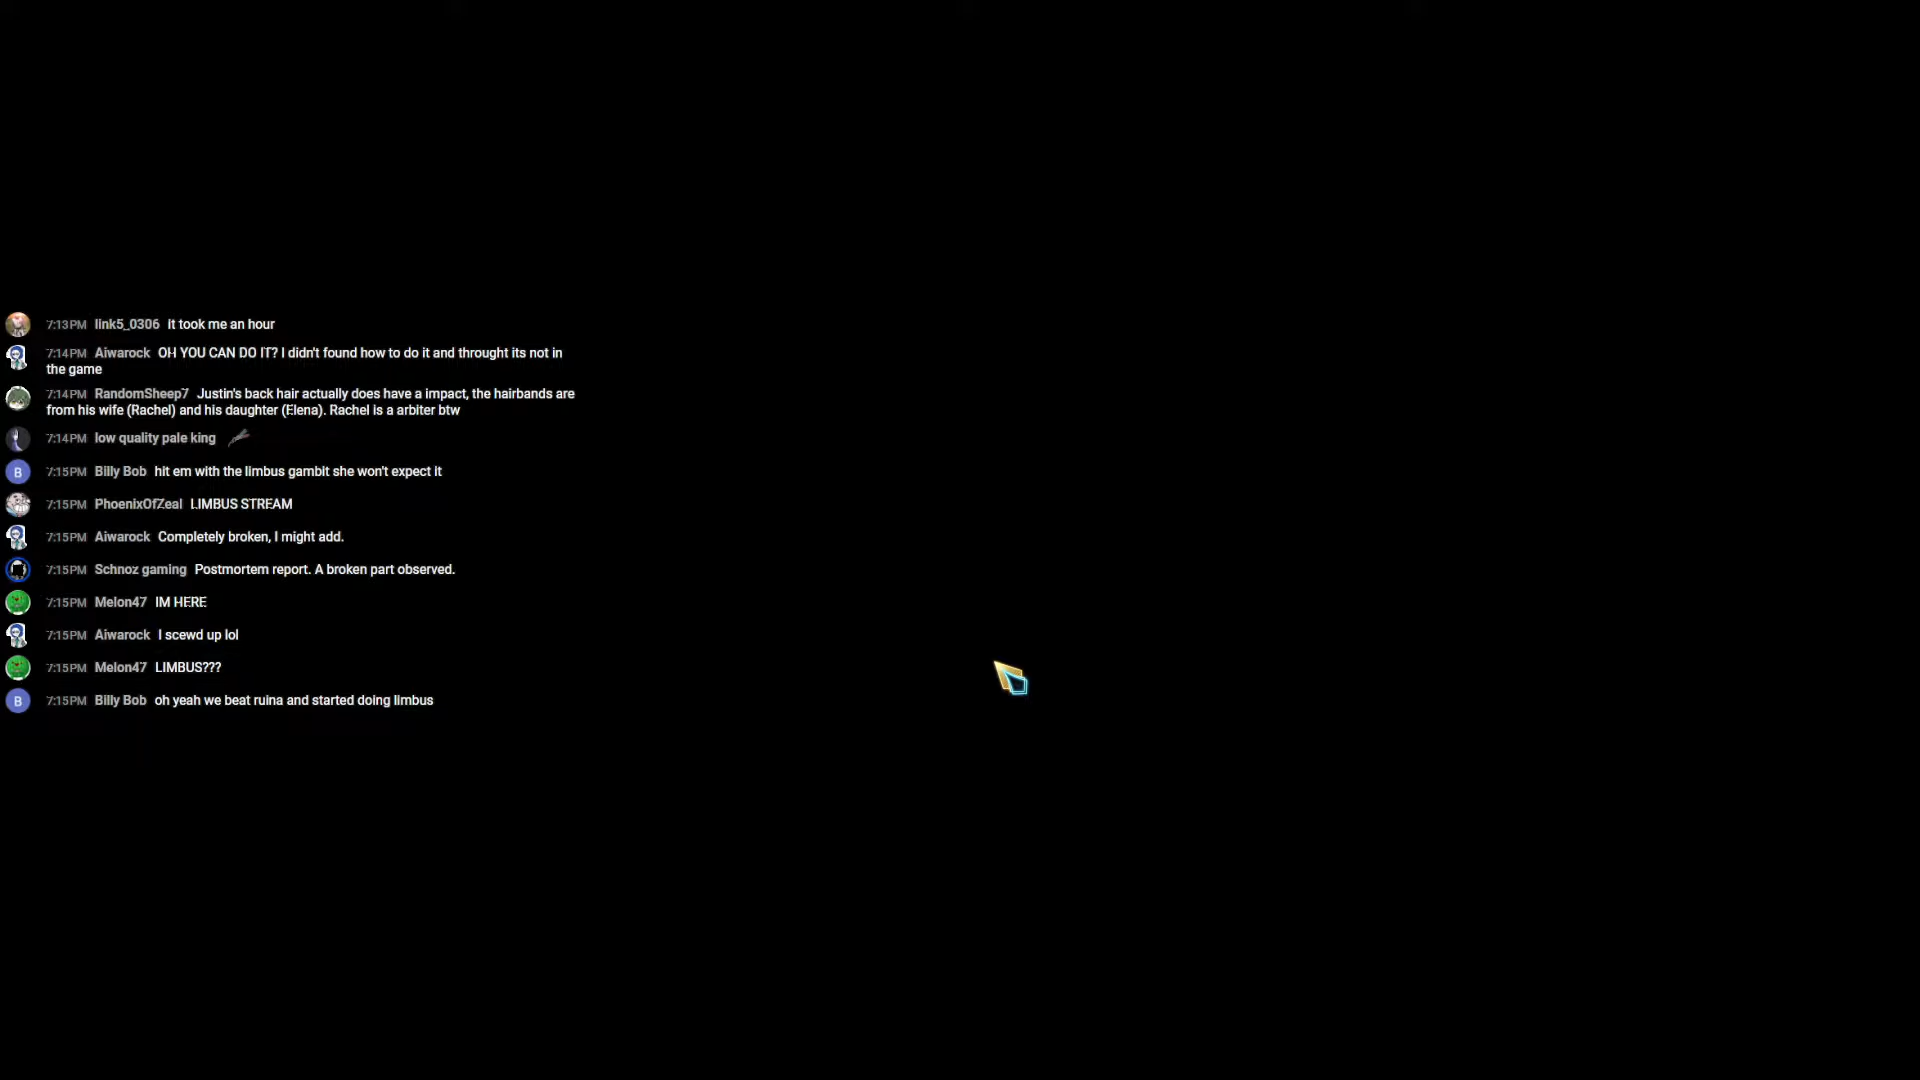 7:13PM link5_0306 it took me an hour
7:14PM Aiwarock OH YOU CAN DO IT? I didn't found how to do it and throught its not in
the game
7:14PM RandomSheep7 Justin's back hair actually does have a impact, the hairbands are
from his wife (Rachel) and his daughter (Elena). Rachel is a arbiter btw
7:14PM low quality pale king
B 7:15PM Billy Bob hit em with the limbus gambit she won't expect it
7:15PM PhoenixOfZeal LIMBUS STREAM
7:15PM Aiwarock Completely broken, I might add.
7:15PM Schnoz gaming Postmortem report. A broken part observed.
7:15PM Melon47 IM HERE
7:15PM Aiwarock I scewd up lol
7:15PM Melon47 LIMBUS???
B 7:15PM Billy Bob oh yeah we beat ruina and started doing limbus